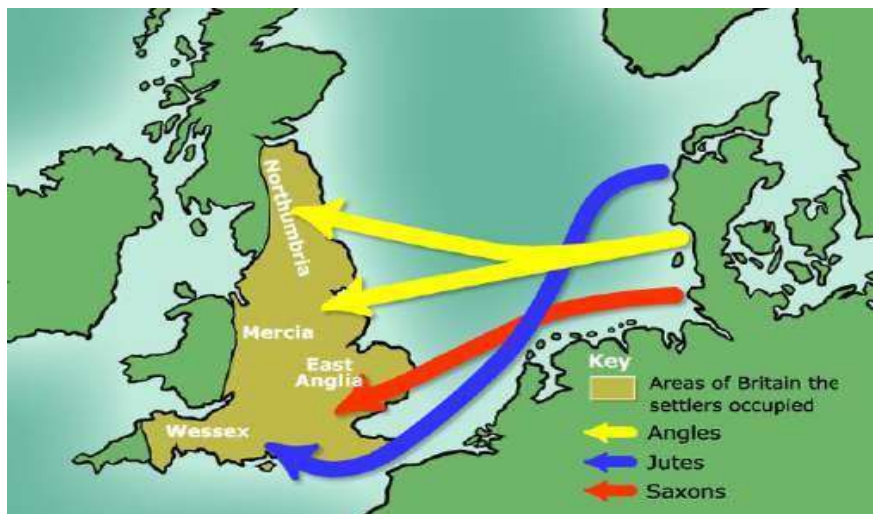 Northumbria
Mercia
East
Anglia
Wessex
Key
Areas of Britain the
settlers occupied
Angles
Jutes
Saxons